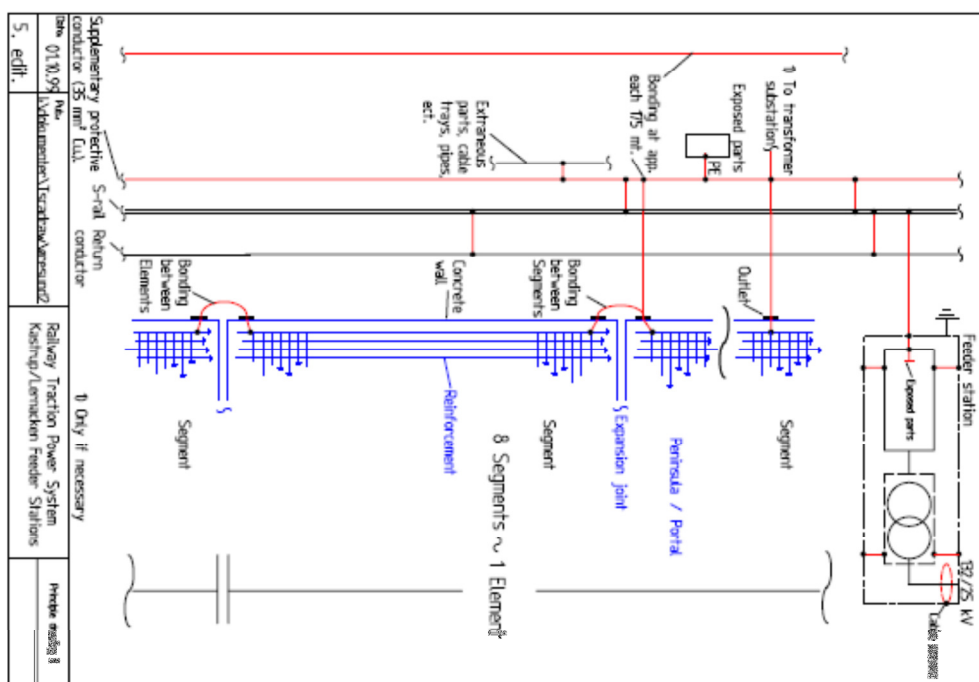 Feeder station
132/25 kV
Exposed parts
1) To transformer
substation
Exposed parts
PE
Outlet
Segment
Bonding at app.
each 175 mt.
Peninsula / Portal
Expansion joint
Bonding
between
Segments
Segment
Extraneous
parts, cable
trays, pipes,
ect.
Concrete
wall
Reinforcement
8 Segments ~ 1 Element
Bonding
between
Elements
Segment
Supplementary protective
conductor (35 mm² Cu).
S-rail
Return
conductor
1) Only if necessary
Date
01.10.99
5. edit.
Railway Traction Power System
Kastrup/Lernacken Feeder Stations